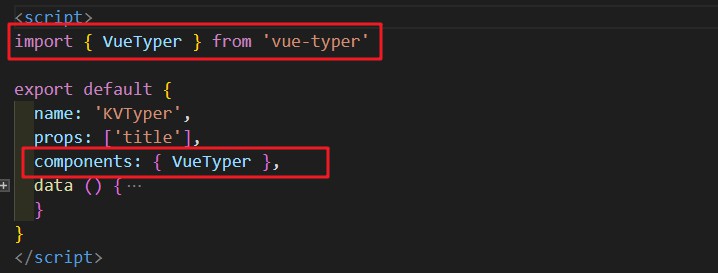 <script>
import { VueTyper } from 'vue-typer'
export default {
name: 'KVTyper',
props: ['title'],
components: { VueTyper },
data () { ···
}
}
</script>